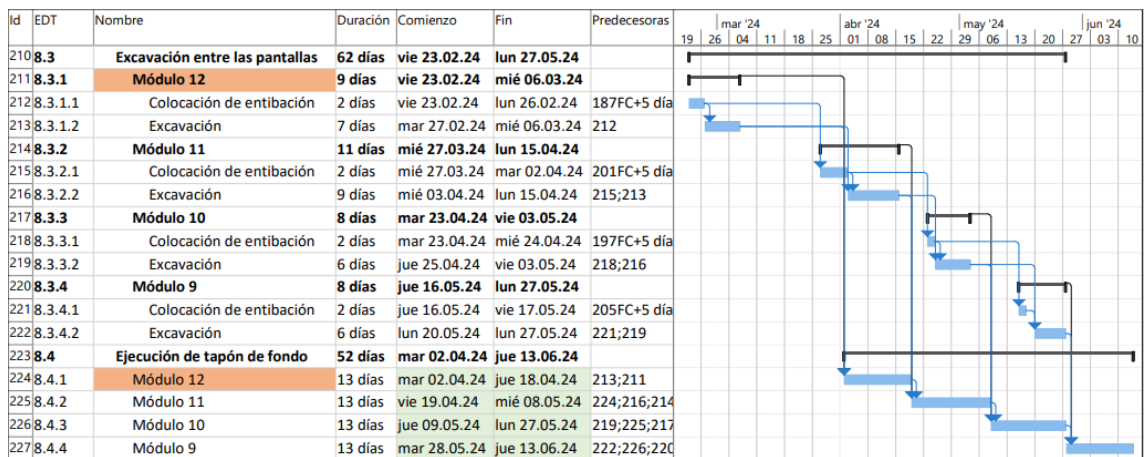 Id EDT Nombre Duración Comienzo Fin Predecesoras mar '24 abr '24 may '24 jun '24
19 26 04 11 18 25 01 08 15 22 29 06 13 20 27 03 10
210 8.3 Excavación entre las pantallas 62 días vie 23.02.24 lun 27.05.24
211 8.3.1 Módulo 12 9 días vie 23.02.24 mié 06.03.24
212 8.3.1.1 Colocación de entibación 2 días vie 23.02.24 lun 26.02.24 187FC+5 día
213 8.3.1.2 Excavación 7 días mar 27.02.24 mié 06.03.24 212
214 8.3.2 Módulo 11 11 días mié 27.03.24 lun 15.04.24
215 8.3.2.1 Colocación de entibación 2 días mié 27.03.24 mar 02.04.24 201FC+5 día
216 8.3.2.2 Excavación 9 días mié 03.04.24 lun 15.04.24 215;213
217 8.3.3 Módulo 10 8 días mar 23.04.24 vie 03.05.24
218 8.3.3.1 Colocación de entibación 2 días mar 23.04.24 mié 24.04.24 197FC+5 día
219 8.3.3.2 Excavación 6 días jue 25.04.24 vie 03.05.24 218;216
220 8.3.4 Módulo 9 8 días jue 16.05.24 lun 27.05.24
221 8.3.4.1 Colocación de entibación 2 días jue 16.05.24 vie 17.05.24 205FC+5 día
222 8.3.4.2 Excavación 6 días lun 20.05.24 lun 27.05.24 221;219
223 8.4 Ejecución de tapón de fondo 52 días mar 02.04.24 jue 13.06.24
224 8.4.1 Módulo 12 13 días mar 02.04.24 jue 18.04.24 213;211
225 8.4.2 Módulo 11 13 días vie 19.04.24 mié 08.05.24 224;216;214
226 8.4.3 Módulo 10 13 días jue 09.05.24 lun 27.05.24 219;225;217
227 8.4.4 Módulo 9 13 días mar 28.05.24 jue 13.06.24 222;226;220